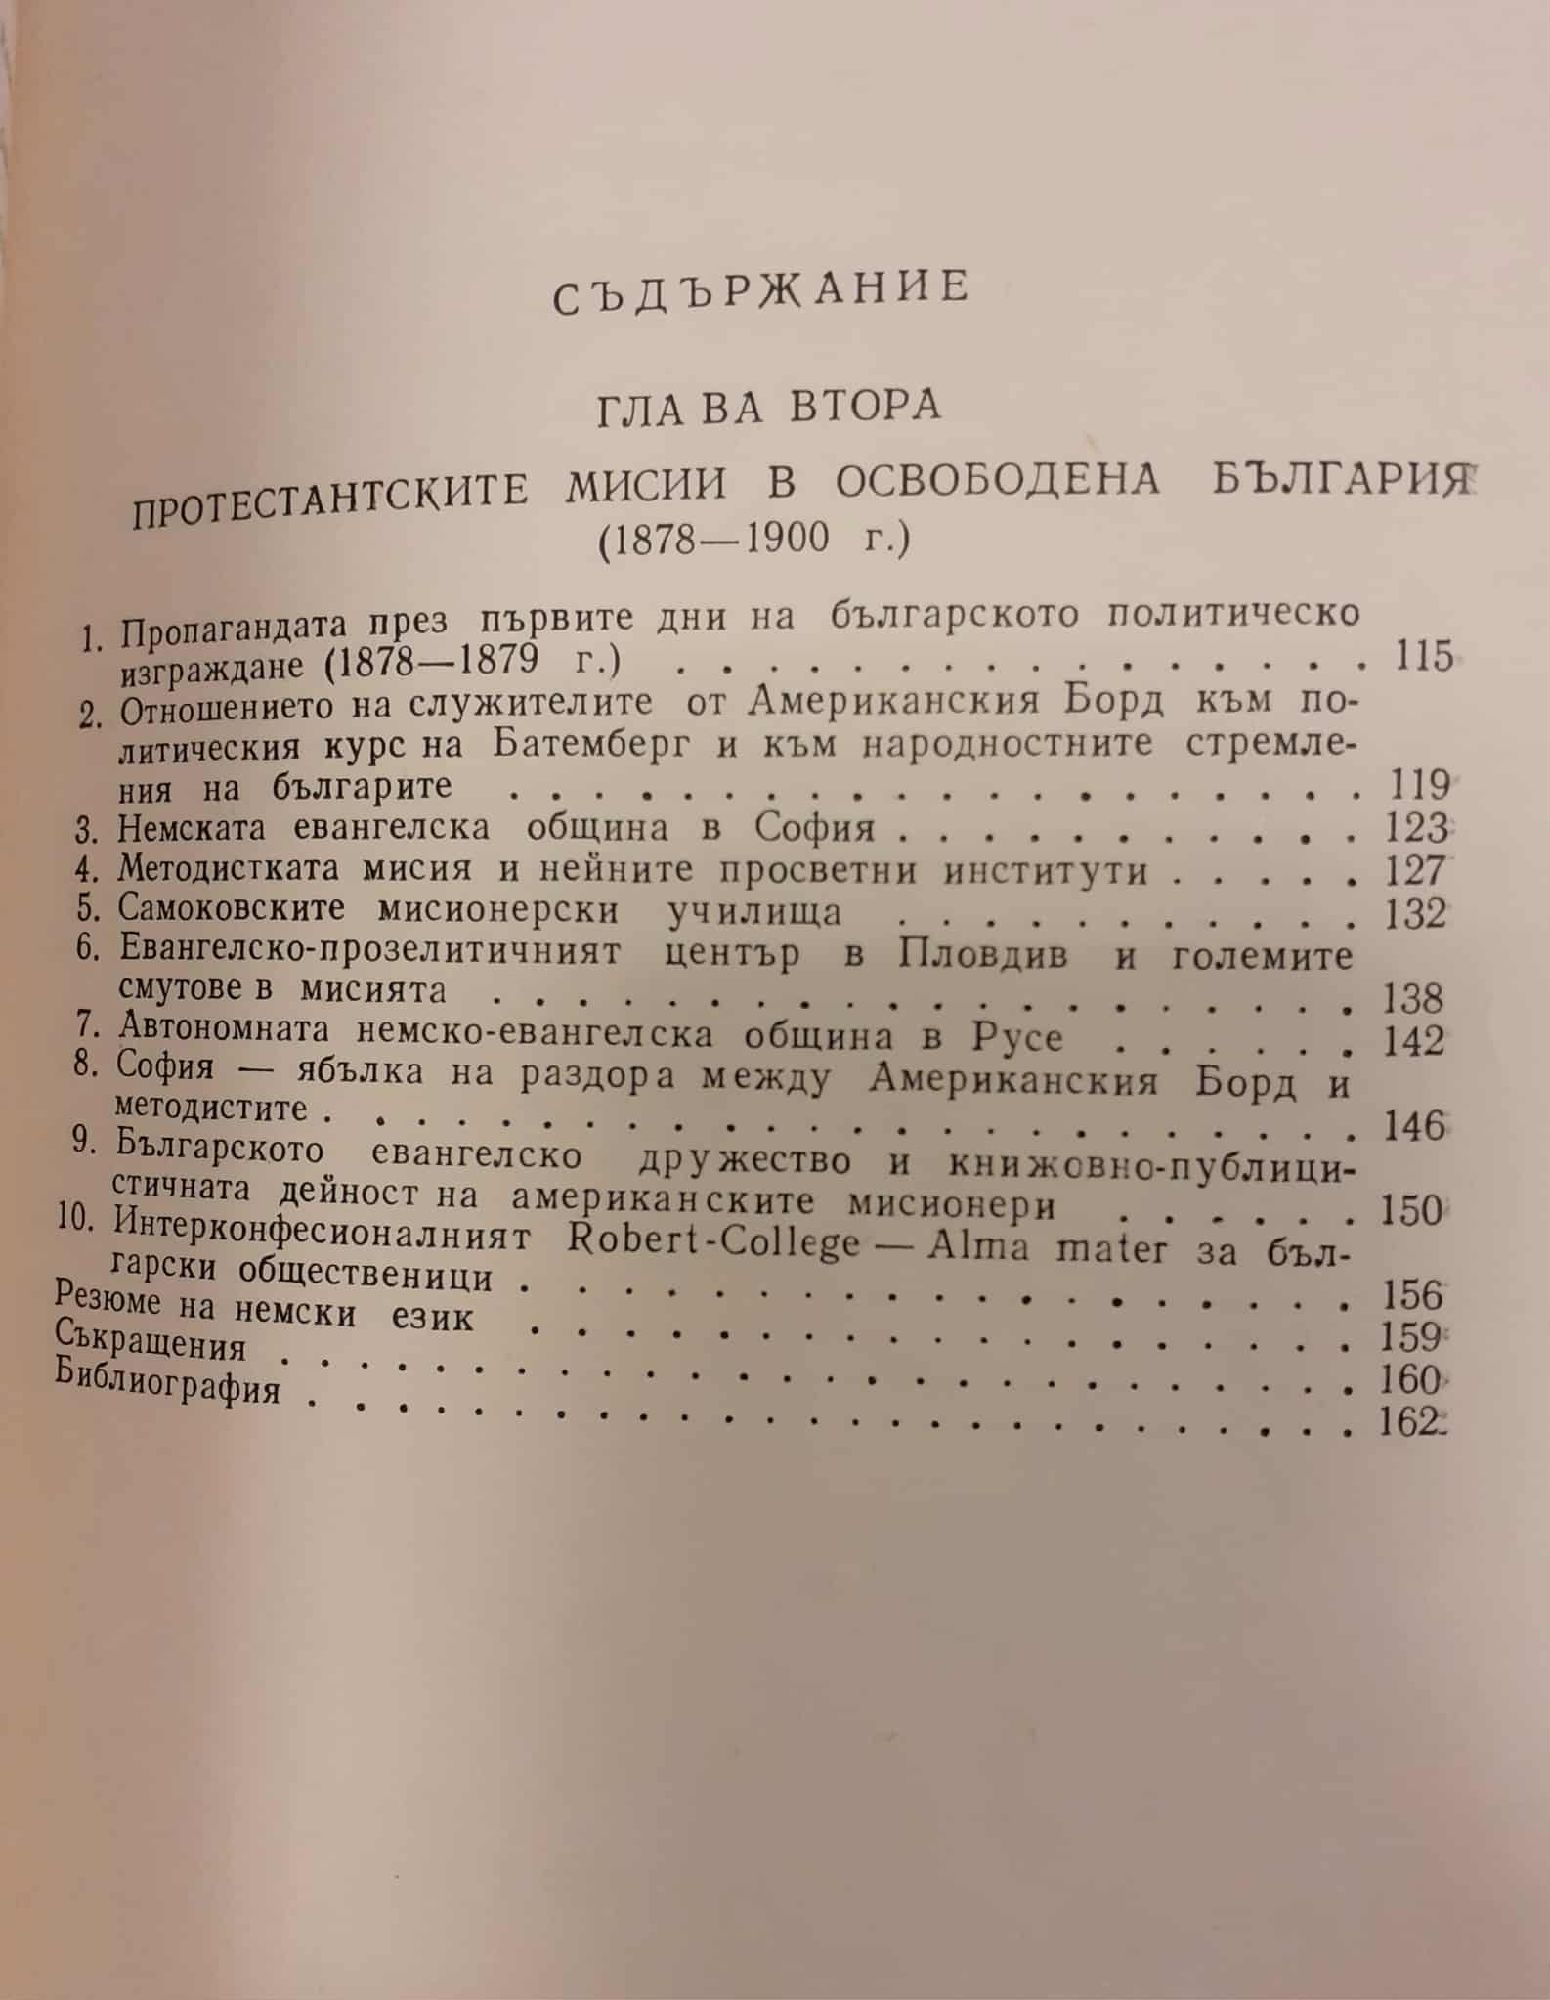 СЪДЪРЖАНИЕ
ГЛАВА ВТОРА
ПРОТЕСТАНТСКИТЕ МИСИИ В ОСВОБОДЕНА БЪЛГАРИЯ
(1878—1900 г.)
1. Пропагандата през първите дни на българското политическо
изграждане (1878—1879 г.) . . . . . . . . . . . . . . . . . 115
2. Отношението на служителите от Американския Борд към по-
литическия курс на Батемберг и към народностните стремле-
ния на българите . . . . . . . . . . . . . . . . . . . . 119
3. Немската евангелска община в София . . . . . . . . . . . 123
4. Методистката мисия и нейните просветни институти . . . . . 127
5. Самоковските мисионерски училища . . . . . . . . . . . 132
6. Евангелско-прозелитичният център в Пловдив и големите
смутове в мисията . . . . . . . . . . . . . . . . . . . . 138
7. Автономната немско-евангелска община в Русе . . . . . . 142
8. София — ябълка на раздора между Американския Борд и
методистите . . . . . . . . . . . . . . . . . . . . . . . . 146
9. Българското евангелско дружество и книжовно-публици-
стичната дейност на американските мисионери . . . . . . 150
10. Интерконфесионалният Robert-College — Alma mater за бъл-
гарски общественици . . . . . . . . . . . . . . . . . . . 156
Резюме на немски език . . . . . . . . . . . . . . . . . . . 159
Съкращения . . . . . . . . . . . . . . . . . . . . . . . . . 160
Библиография . . . . . . . . . . . . . . . . . . . . . . . . 162